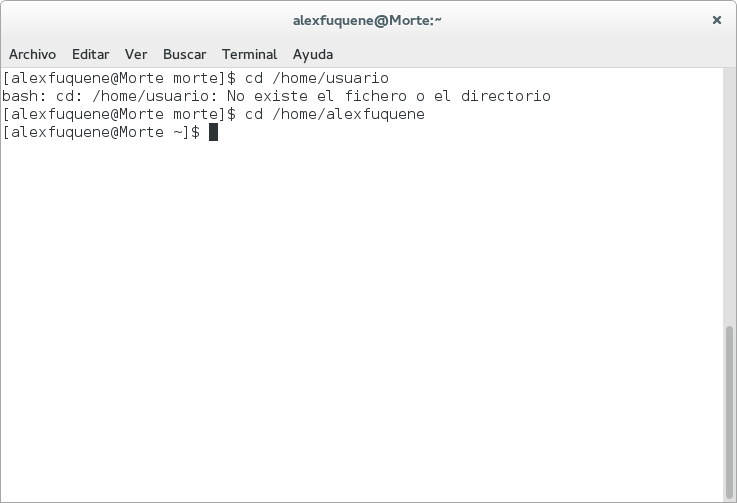 alexfuquene@Morte:~ ×
Archivo Editar Ver Buscar Terminal Ayuda
[alexfuquene@Morte morte]$ cd /home/usuario
bash: cd: /home/usuario: No existe el fichero o el directorio
[alexfuquene@Morte morte]$ cd /home/alexfuquene
[alexfuquene@Morte ~]$